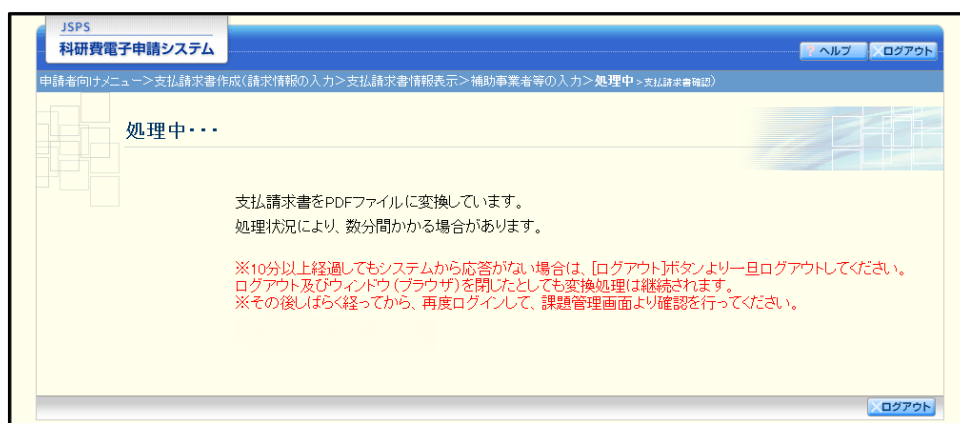 JSPS
科研費電子申請システム
? ヘルプ ×ログアウト
申請者向けメニュー>支払請求書作成(請求情報の入力>支払請求書情報表示>補助事業者等の入力>処理中>支払請求書確認)
処理中・・・
支払請求書をPDFファイルに変換しています。
処理状況により、数分間かかる場合があります。
※10分以上経過してもシステムから応答がない場合は、[ログアウト]ボタンより一旦ログアウトしてください。
ログアウト及びウィンドウ(ブラウザ)を閉じたとしても変換処理は継続されます。
※その後しばらく経ってから、再度ログインして、課題管理画面より確認を行ってください。
×ログアウト